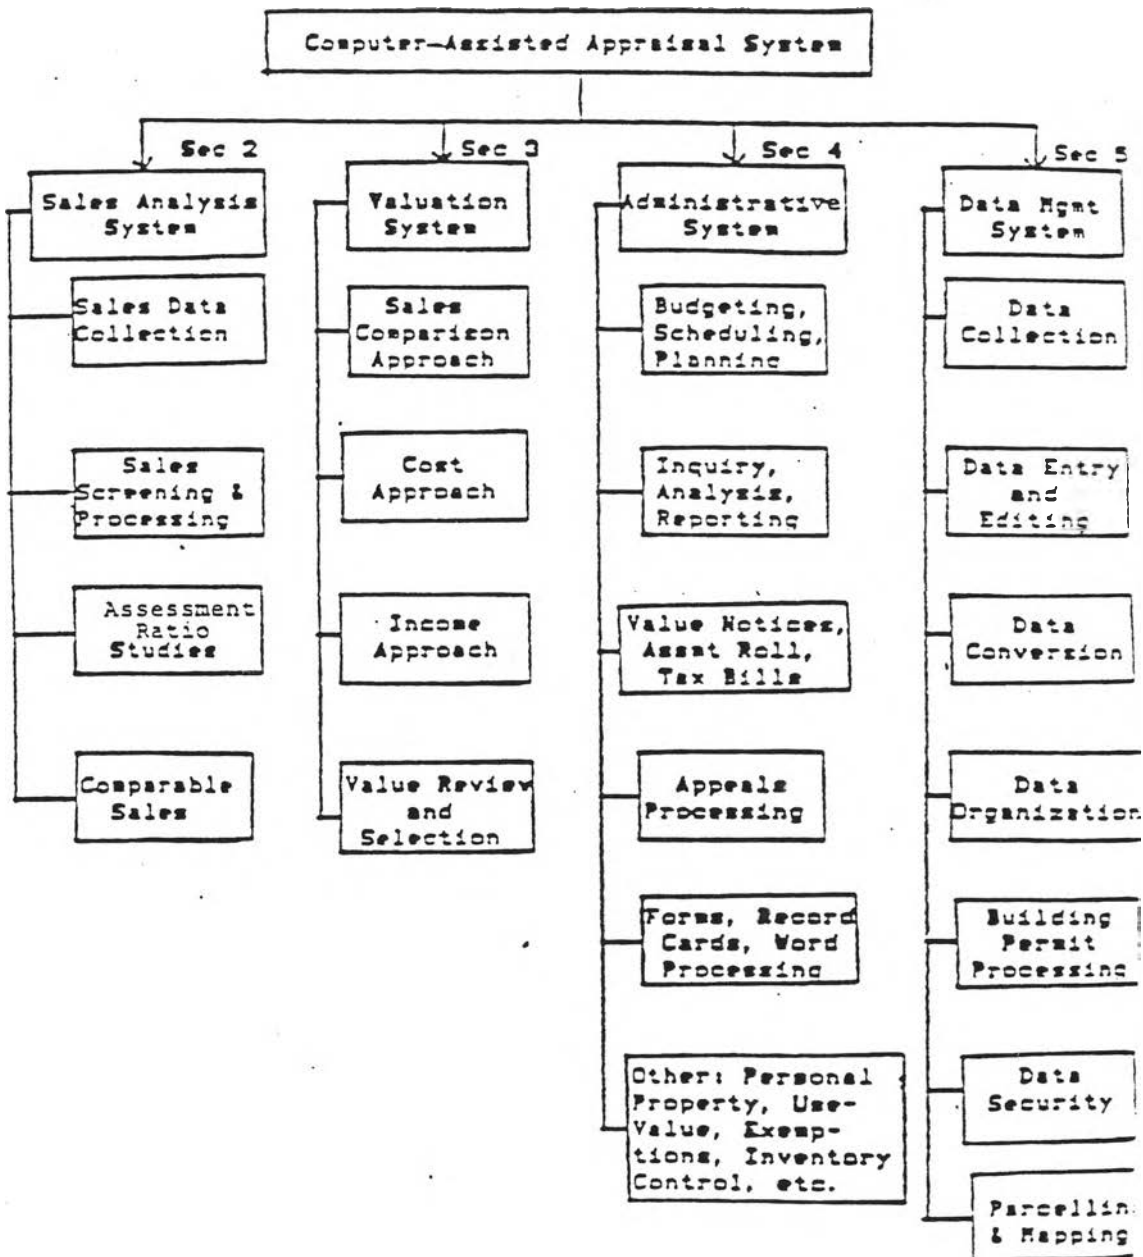 Computer-Assisted Appraisal System
Sec 2
Sec 3
Sec 4
Sec 5
Sales Analysis
System
Sales Data
Collection
Sales
Screening &
Processing
Assessment
Ratio
Studies
Comparable
Sales
Valuation
System
Sales
Comparison
Approach
Cost
Approach
Income
Approach
Value Review
and
Selection
Administrative
System
Budgeting,
Scheduling,
Planning
Inquiry,
Analysis,
Reporting
Value Notices,
Assmt Roll,
Tax Bills
Appeals
Processing
Forms, Record
Cards, Word
Processing
Other: Personal
Property, Use-
Value, Exemp-
tions, Inventory
Control, etc.
Data Mgmt
System
Data
Collection
Data Entry
and
Editing
Data
Conversion
Data
Organization
Building
Permit
Processing
Data
Security
Parcellin
& Mapping